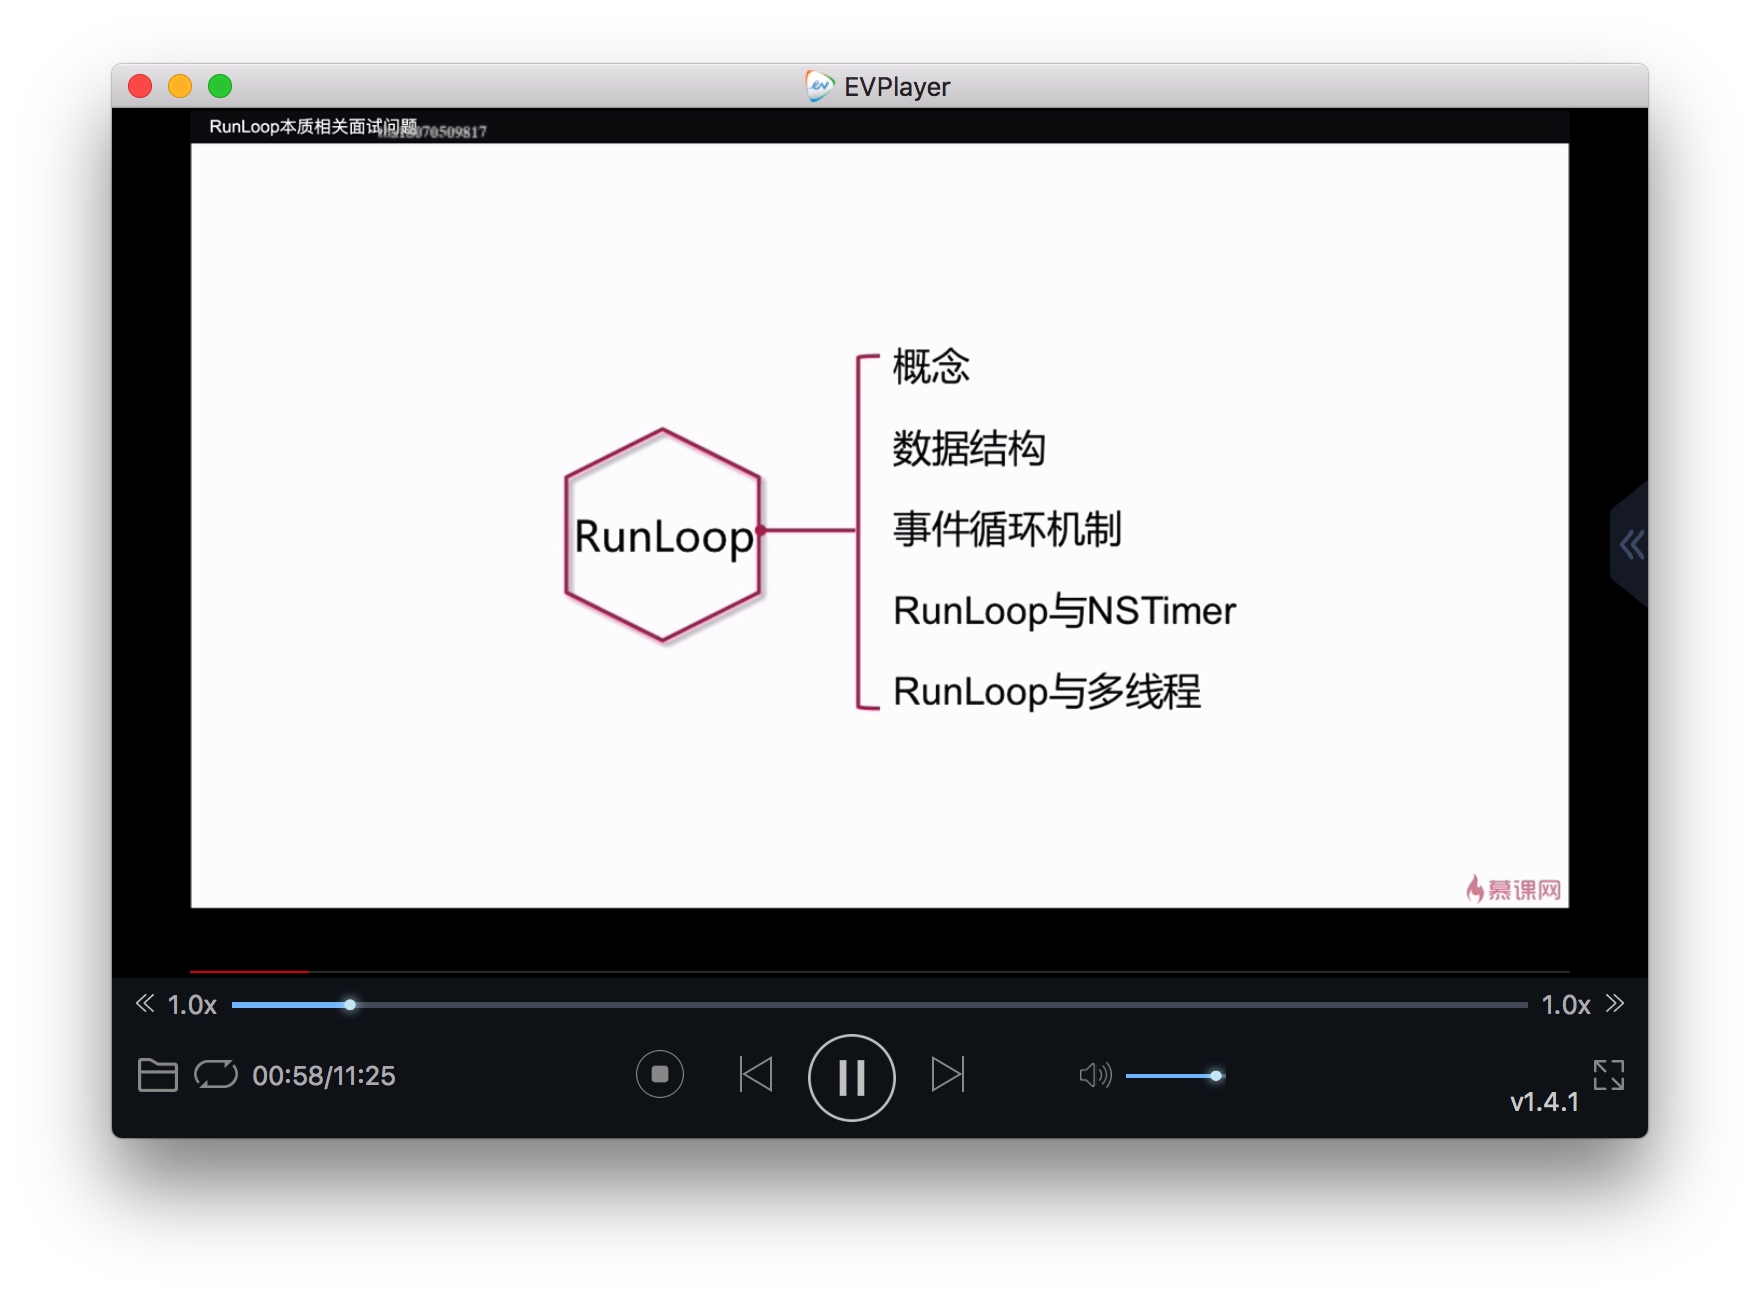 EVPlayer
RunLoop本质相关面试问题
RunLoop
概念
数据结构
事件循环机制
RunLoop与NSTimer
RunLoop与多线程
慕课网
1.0x
1.0x
00:58/11:25
v1.4.1